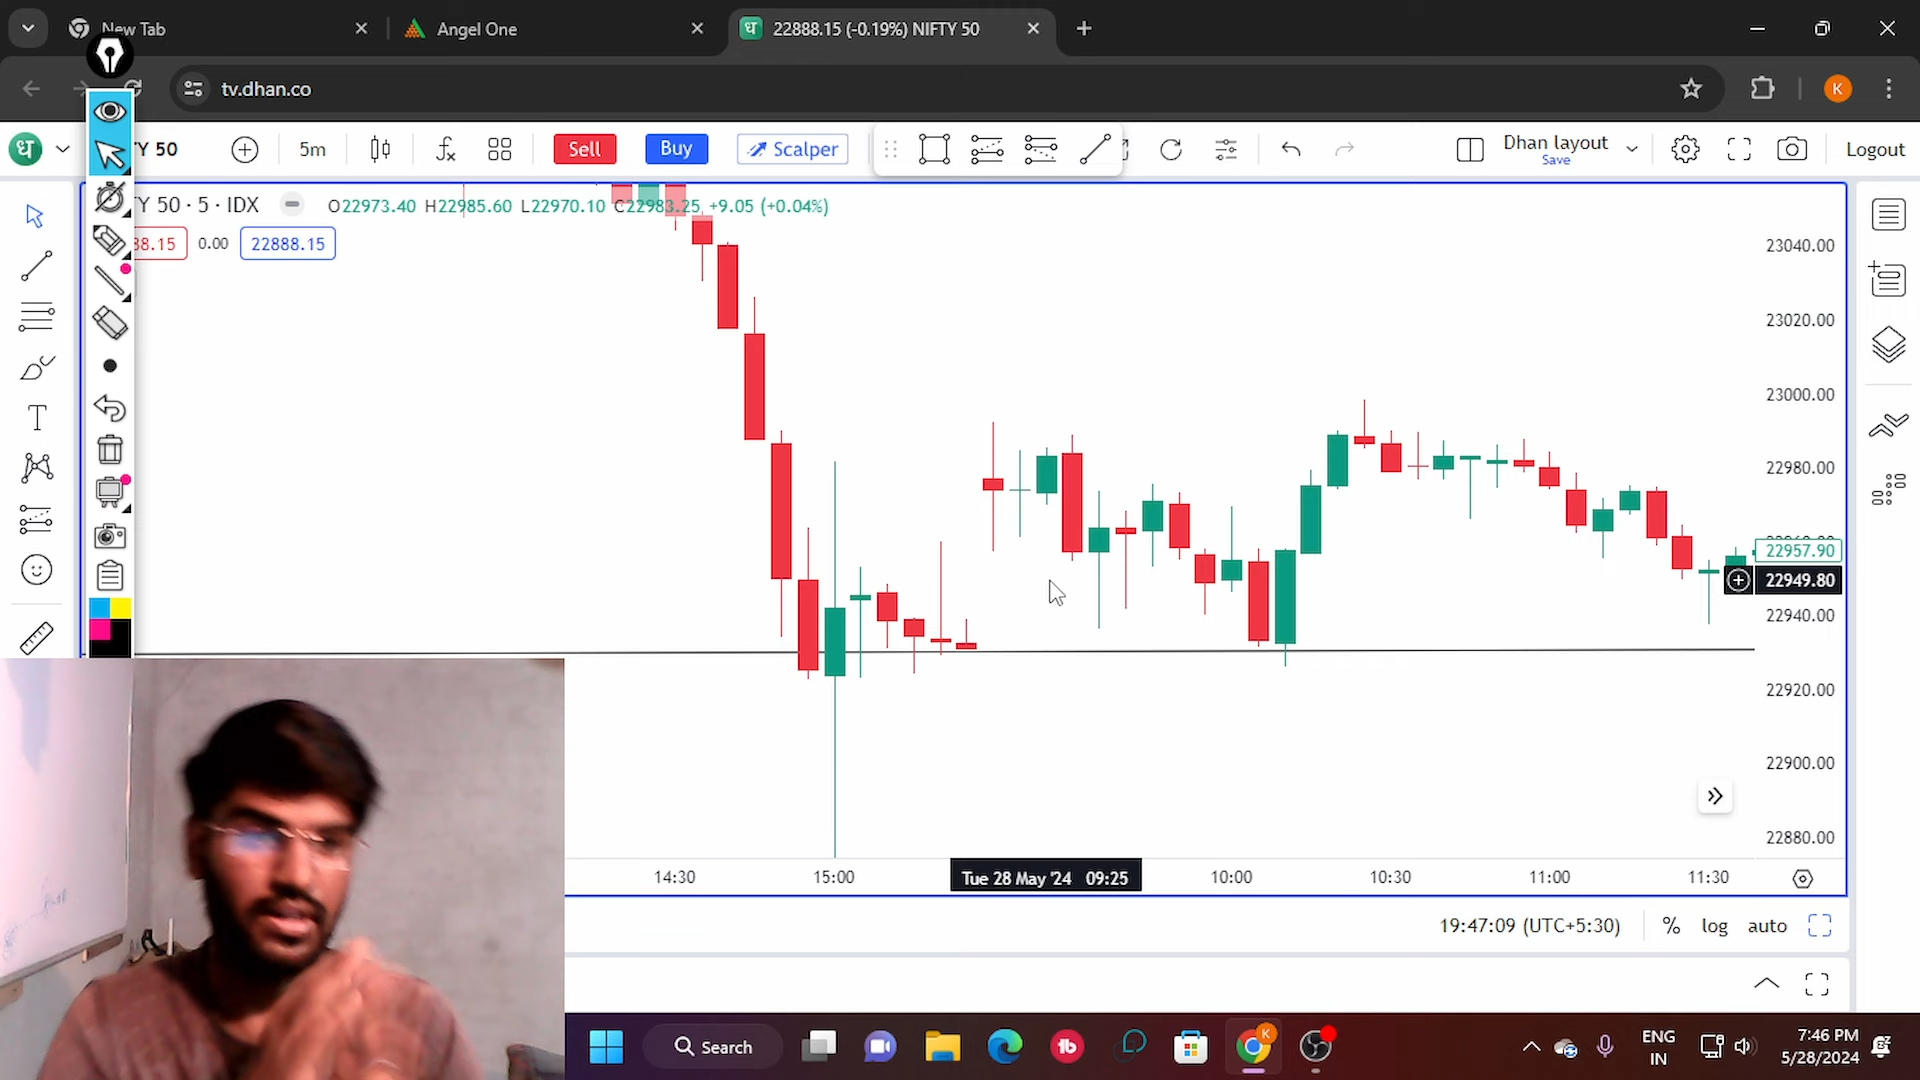 New Tab
Angel One
ध 22888.15 (-0.19%) NIFTY 50
tv.dhan.co
K
ध
Y 50
5m
Sell
Buy
Scalper
Dhan layout
Save
Logout
TY 50 · 5 · IDX
O22973.40 H22985.60 L22970.10 C22983.25 +9.05 (+0.04%)
38.15
0.00
22888.15
T
23040.00
23020.00
23000.00
22980.00
22957.90
22949.80
22940.00
22920.00
22900.00
22880.00
14:30
15:00
Tue 28 May '24 09:25
10:00
10:30
11:00
11:30
19:47:09 (UTC+5:30)
%
log
auto
Search
K
ENG
IN
7:46 PM
5/28/2024